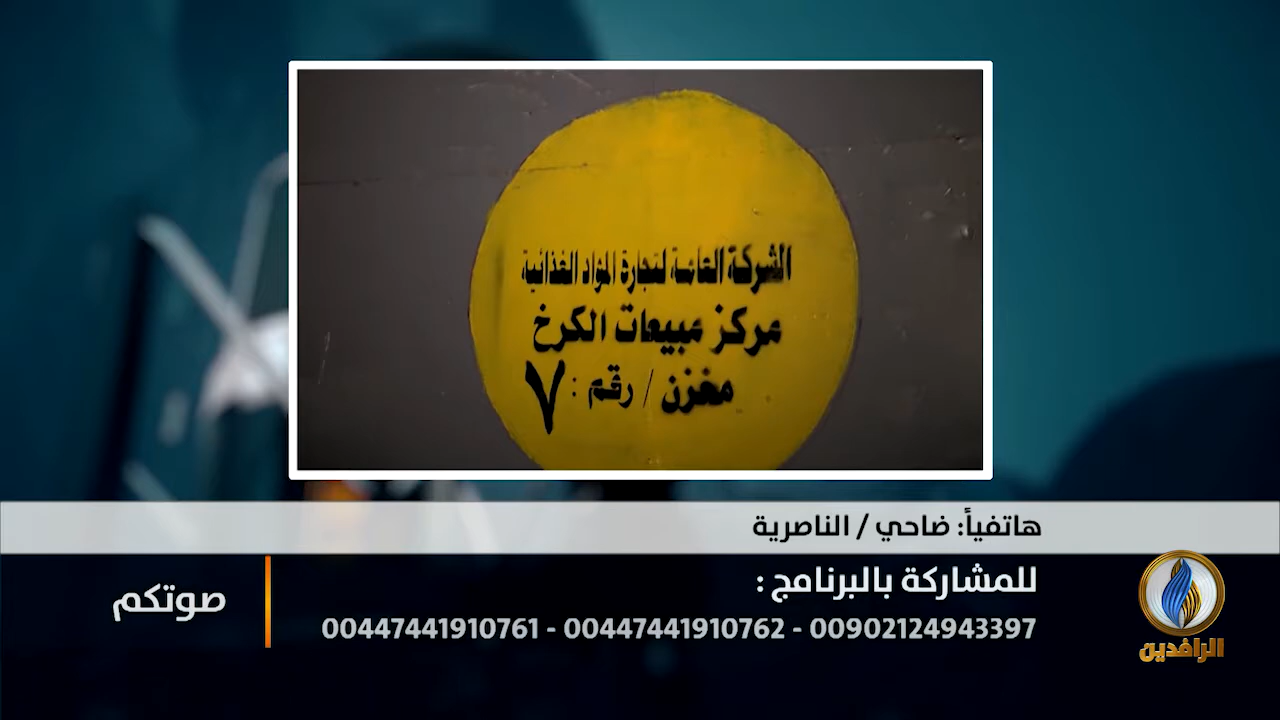 الشركة العامة لتجارة المواد الغذائية
مركز مبيعات الكرخ
مخزن / رقم : ٧
هاتفياً: ضاحي / الناصرية
للمشاركة بالبرنامج :
00447441910761 - 00447441910762 - 00902124943397
صوتكم
الرافدين